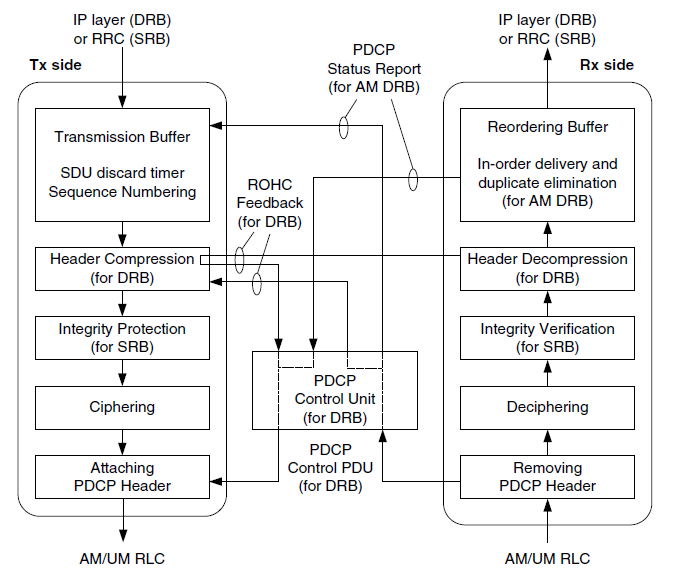 IP layer (DRB)
or RRC (SRB)
Tx side
PDCP
Status Report
(for AM DRB)
IP layer (DRB)
or RRC (SRB)
Rx side
Transmission Buffer
SDU discard timer
Sequence Numbering
ROHC
Feedback
(for DRB)
Reordering Buffer
In-order delivery and
duplicate elimination
(for AM DRB)
Header Compression
(for DRB)
Header Decompression
(for DRB)
Integrity Protection
(for SRB)
Integrity Verification
(for SRB)
Ciphering
PDCP
Control Unit
(for DRB)
Deciphering
Attaching
PDCP Header
PDCP
Control PDU
(for DRB)
Removing
PDCP Header
AM/UM RLC
AM/UM RLC